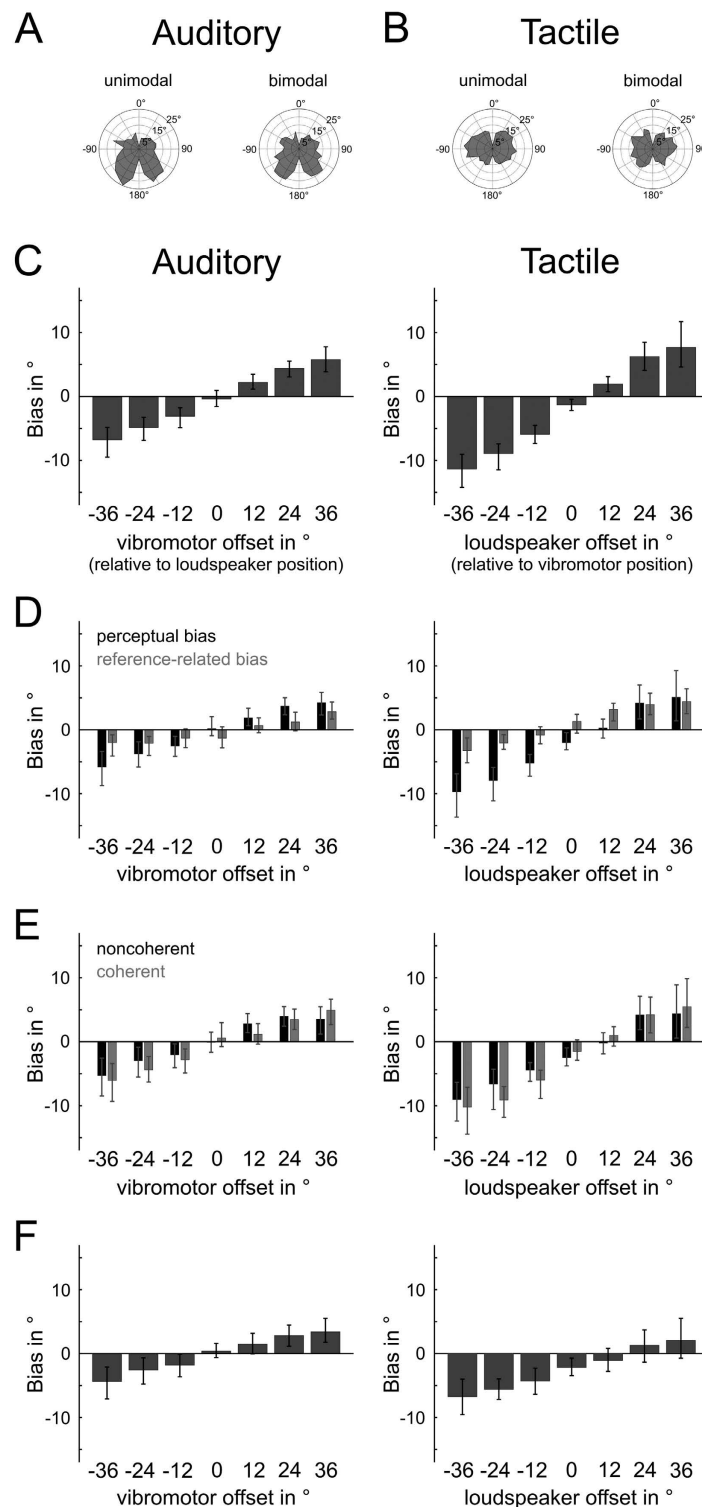 A Auditory
B Tactile
unimodal
bimodal
unimodal
bimodal
0°
25°
15°
5°
-90
90
180°
0°
25°
15°
5°
-90
90
180°
0°
25°
15°
5°
-90
90
180°
0°
25°
15°
5°
-90
90
180°
C Auditory
Tactile
Bias in °
10
0
-10
-36 -24 -12 0 12 24 36
vibromotor offset in °
(relative to loudspeaker position)
Bias in °
10
0
-10
-36 -24 -12 0 12 24 36
loudspeaker offset in °
(relative to vibromotor position)
D
perceptual bias
reference-related bias
Bias in °
10
0
-10
-36 -24 -12 0 12 24 36
vibromotor offset in °
Bias in °
10
0
-10
-36 -24 -12 0 12 24 36
loudspeaker offset in °
E
noncoherent
coherent
Bias in °
10
0
-10
-36 -24 -12 0 12 24 36
vibromotor offset in °
Bias in °
10
0
-10
-36 -24 -12 0 12 24 36
loudspeaker offset in °
F
Bias in °
10
0
-10
-36 -24 -12 0 12 24 36
vibromotor offset in °
Bias in °
10
0
-10
-36 -24 -12 0 12 24 36
loudspeaker offset in °